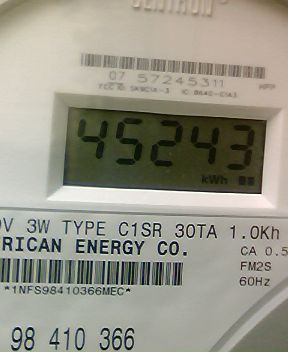 CENTRON
07 57245311
45243
kWh
V 3W TYPE C1SR 30TA 1.0Kh
RICAN ENERGY CO.
CA 0.5
FM2S
*1NFS98410366MEC*
60Hz
98 410 366